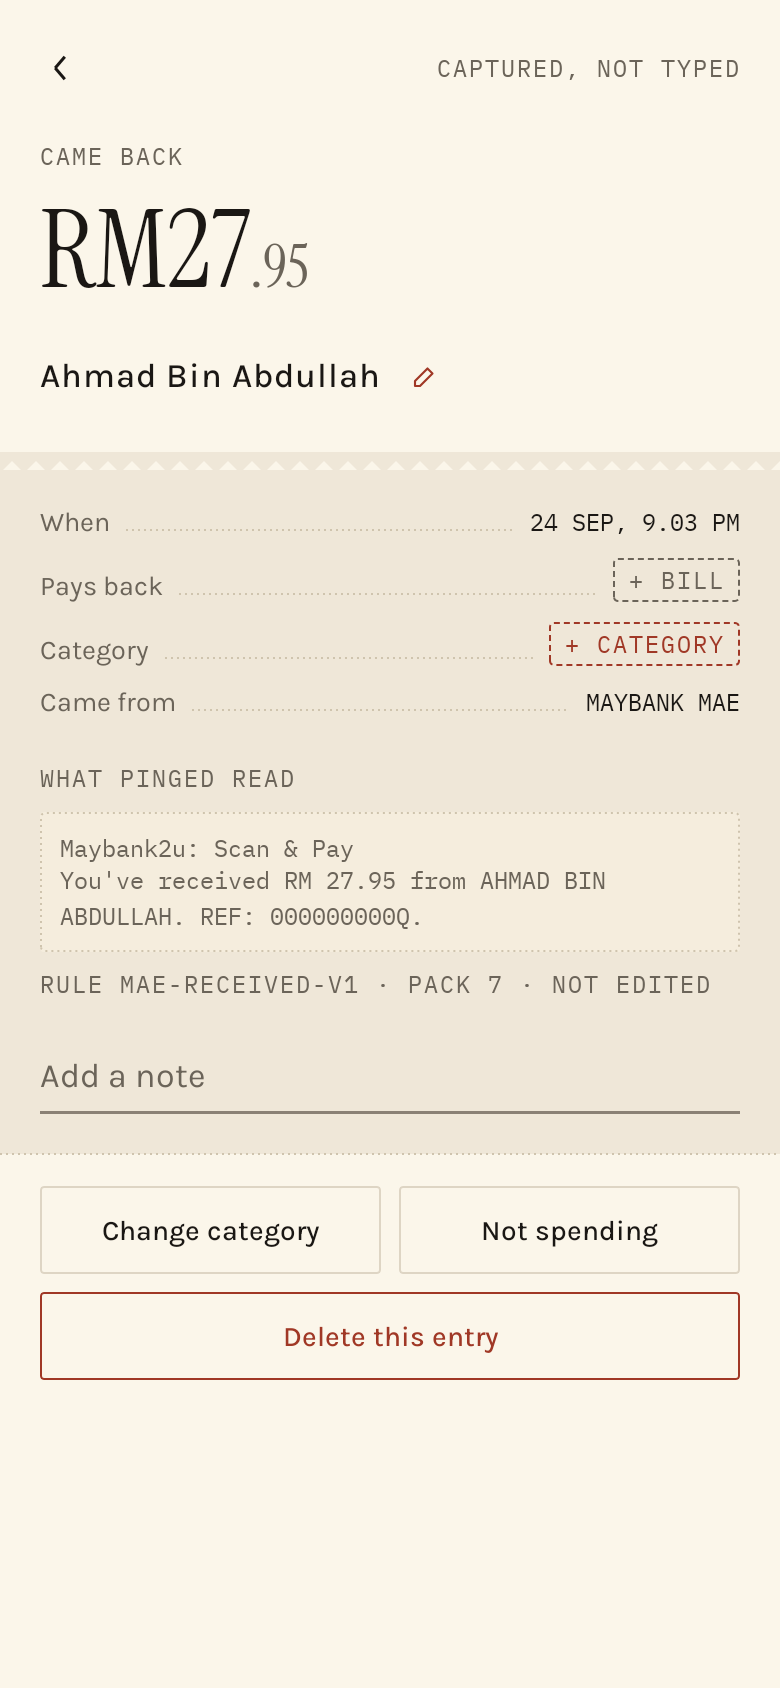 CAPTURED, NOT TYPED
CAME BACK
RM27.95
Ahmad Bin Abdullah
When 24 SEP, 9.03 PM
Pays back + BILL
Category + CATEGORY
Came from MAYBANK MAE
WHAT PINGED READ
Maybank2u: Scan & Pay
You've received RM 27.95 from AHMAD BIN
ABDULLAH. REF: 000000000Q.
RULE MAE-RECEIVED-V1 · PACK 7 · NOT EDITED
Add a note
Change category
Not spending
Delete this entry